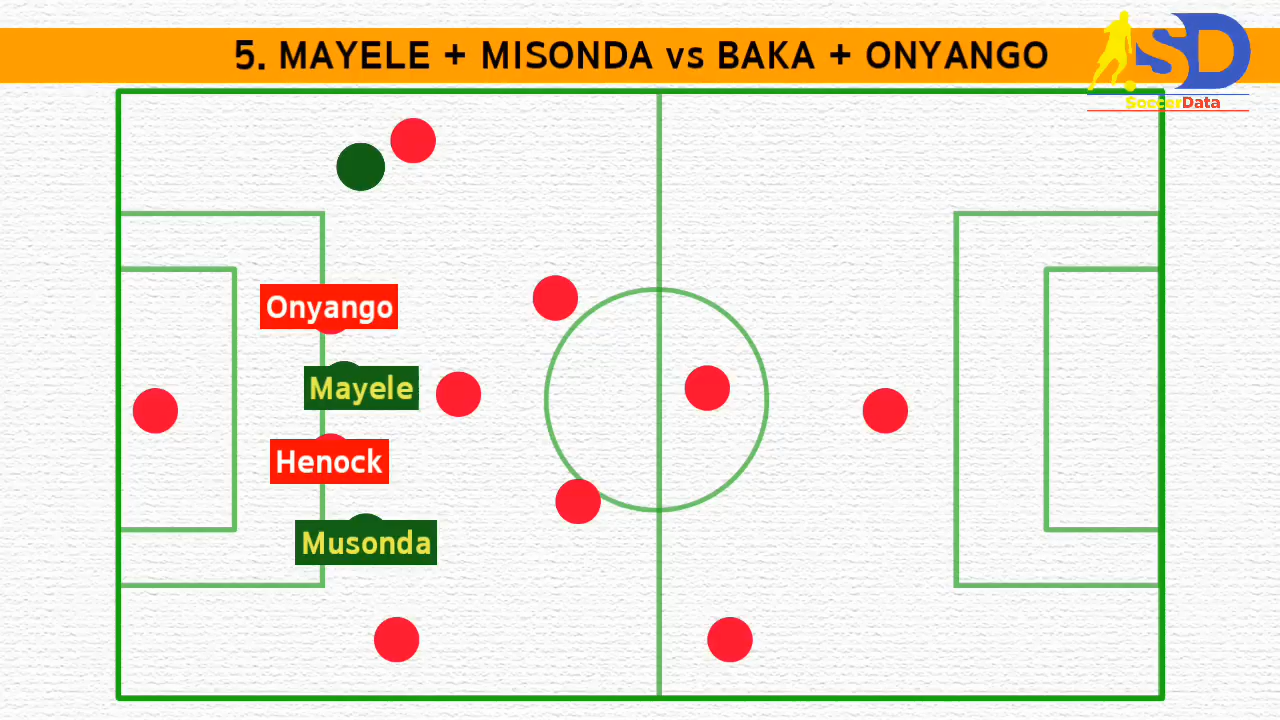 5. MAYELE + MISONDA vs BAKA + ONYANGO
SD
SoccerData
Onyango
Mayele
Henock
Musonda